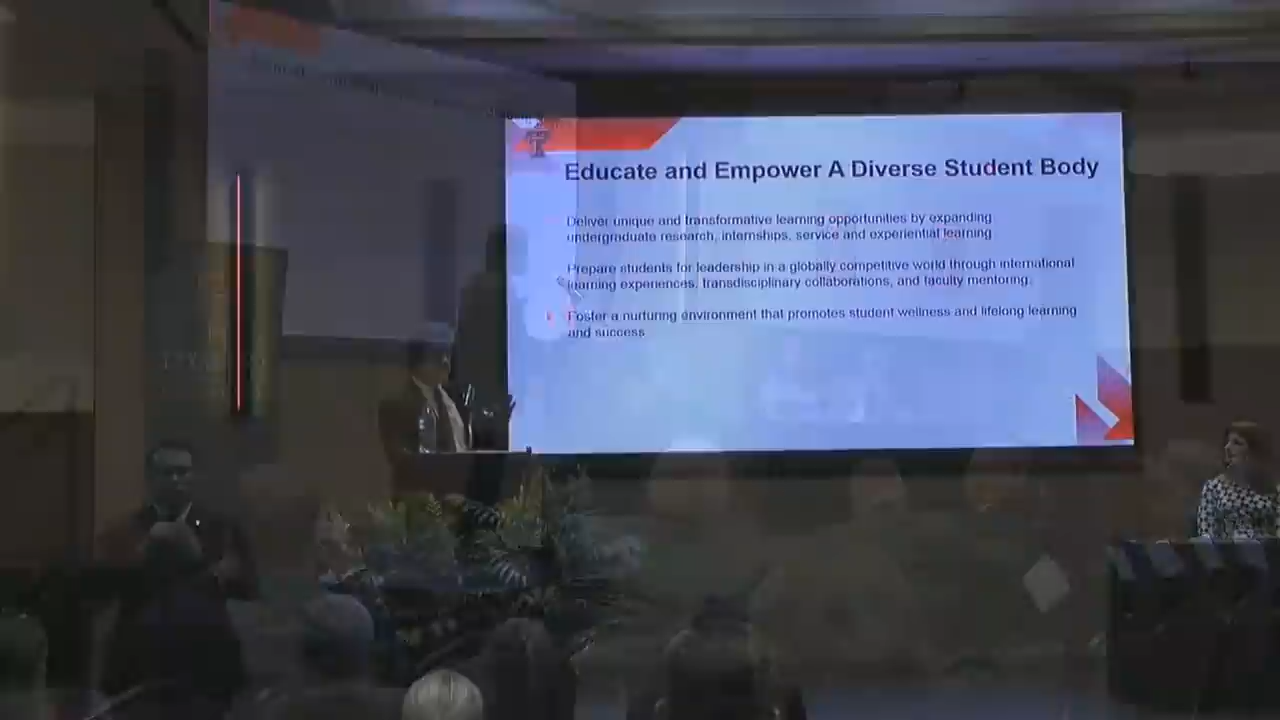 Educate and Empower A Diverse Student Body
Deliver unique and transformative learning opportunities by expanding
undergraduate research, internships, service and experiential learning
Prepare students for leadership in a globally competitive world through international
learning experiences, transdisciplinary collaborations, and faculty mentoring.
Foster a nurturing environment that promotes student wellness and lifelong learning
and success